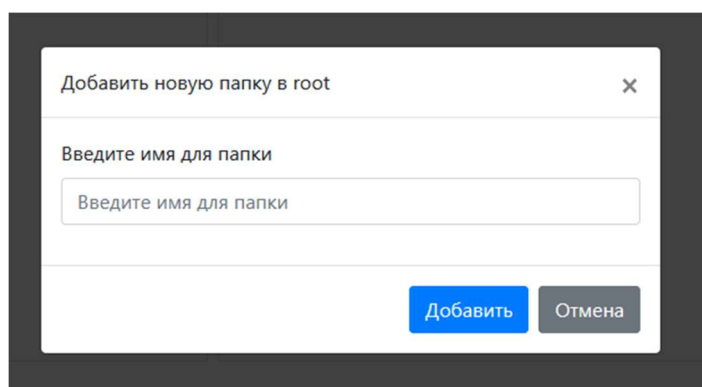 Добавить новую папку в root
×
Введите имя для папки
Введите имя для папки
Добавить Отмена